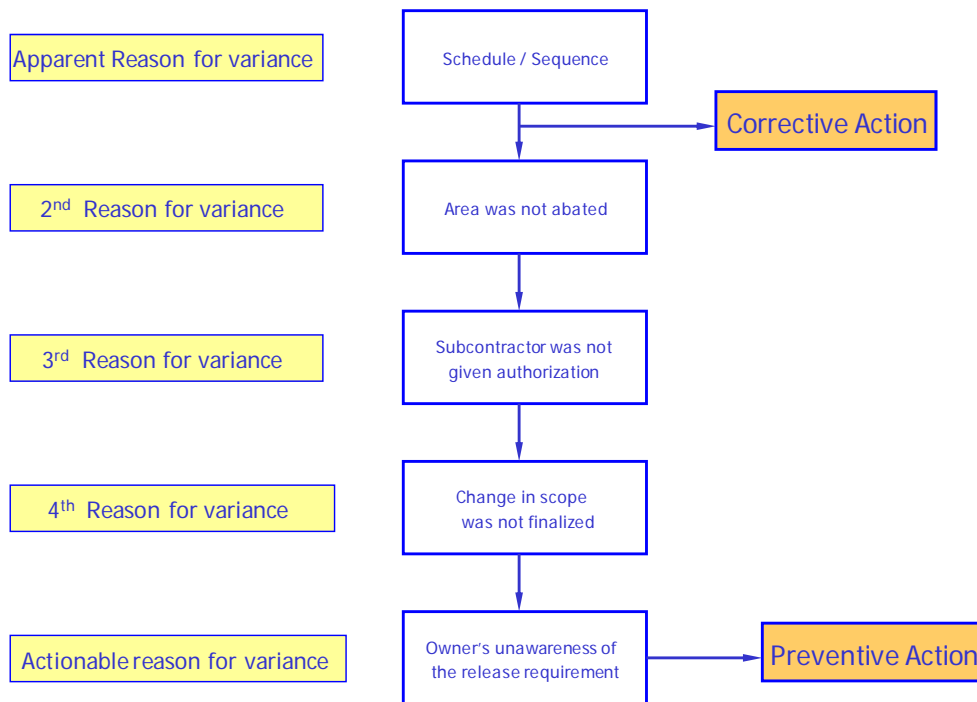 Apparent Reason for variance
Schedule / Sequence
Corrective Action
2nd Reason for variance
Area was not abated
3rd Reason for variance
Subcontractor was not
given authorization
4th Reason for variance
Change in scope
was not finalized
Actionable reason for variance
Owner's unawareness of
the release requirement
Preventive Action